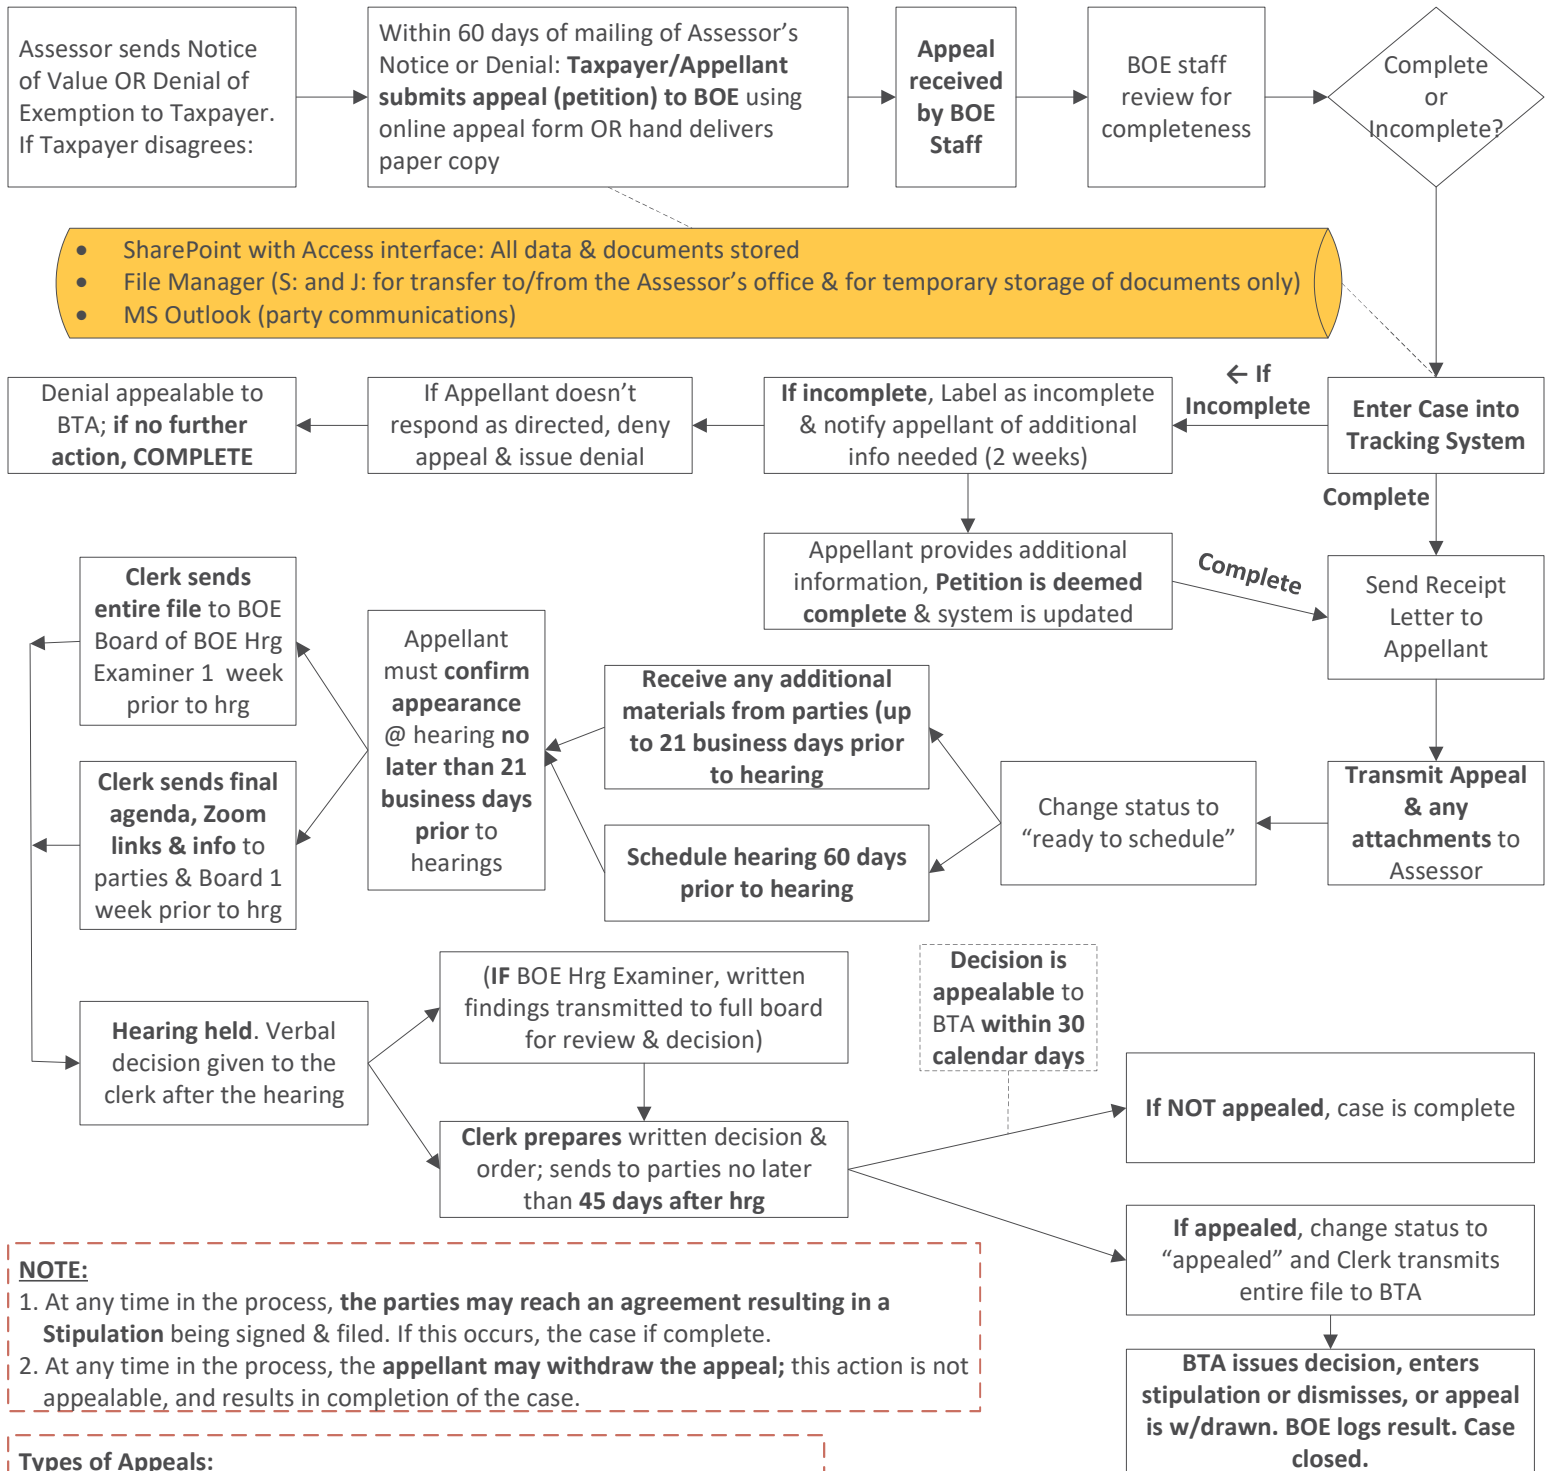 Assessor sends Notice
of Value OR Denial of
Exemption to Taxpayer.
If Taxpayer disagrees:
Within 60 days of mailing of Assessor’s
Notice or Denial: Taxpayer/Appellant
submits appeal (petition) to BOE using
online appeal form OR hand delivers
paper copy
Appeal
received
by BOE
Staff
BOE staff
review for
completeness
Complete
or
Incomplete?
• SharePoint with Access interface: All data & documents stored
• File Manager (S: and J: for transfer to/from the Assessor’s office & for temporary storage of documents only)
• MS Outlook (party communications)
Denial appealable to
BTA; if no further
action, COMPLETE
If Appellant doesn’t
respond as directed, deny
appeal & issue denial
If incomplete, Label as incomplete
& notify appellant of additional
info needed (2 weeks)
← If
Incomplete
Enter Case into
Tracking System
Complete
Appellant provides additional
information, Petition is deemed
complete & system is updated
Complete
Send Receipt
Letter to
Appellant
Clerk sends
entire file to BOE
Board of BOE Hrg
Examiner 1 week
prior to hrg
Appellant
must confirm
appearance
@ hearing no
later than 21
business days
prior to
hearings
Receive any additional
materials from parties (up
to 21 business days prior
to hearing
Clerk sends final
agenda, Zoom
links & info to
parties & Board 1
week prior to hrg
Schedule hearing 60 days
prior to hearing
Change status to
“ready to schedule”
Transmit Appeal
& any
attachments to
Assessor
Hearing held. Verbal
decision given to the
clerk after the hearing
(IF BOE Hrg Examiner, written
findings transmitted to full board
for review & decision)
Decision is
appealable to
BTA within 30
calendar days
Clerk prepares written decision &
order; sends to parties no later
than 45 days after hrg
If NOT appealed, case is complete
If appealed, change status to
“appealed” and Clerk transmits
entire file to BTA
BTA issues decision, enters
stipulation or dismisses, or appeal
is w/drawn. BOE logs result. Case
closed.
NOTE:
1. At any time in the process, the parties may reach an agreement resulting in a
Stipulation being signed & filed. If this occurs, the case if complete.
2. At any time in the process, the appellant may withdraw the appeal; this action is not
appealable, and results in completion of the case.
Types of Appeals: